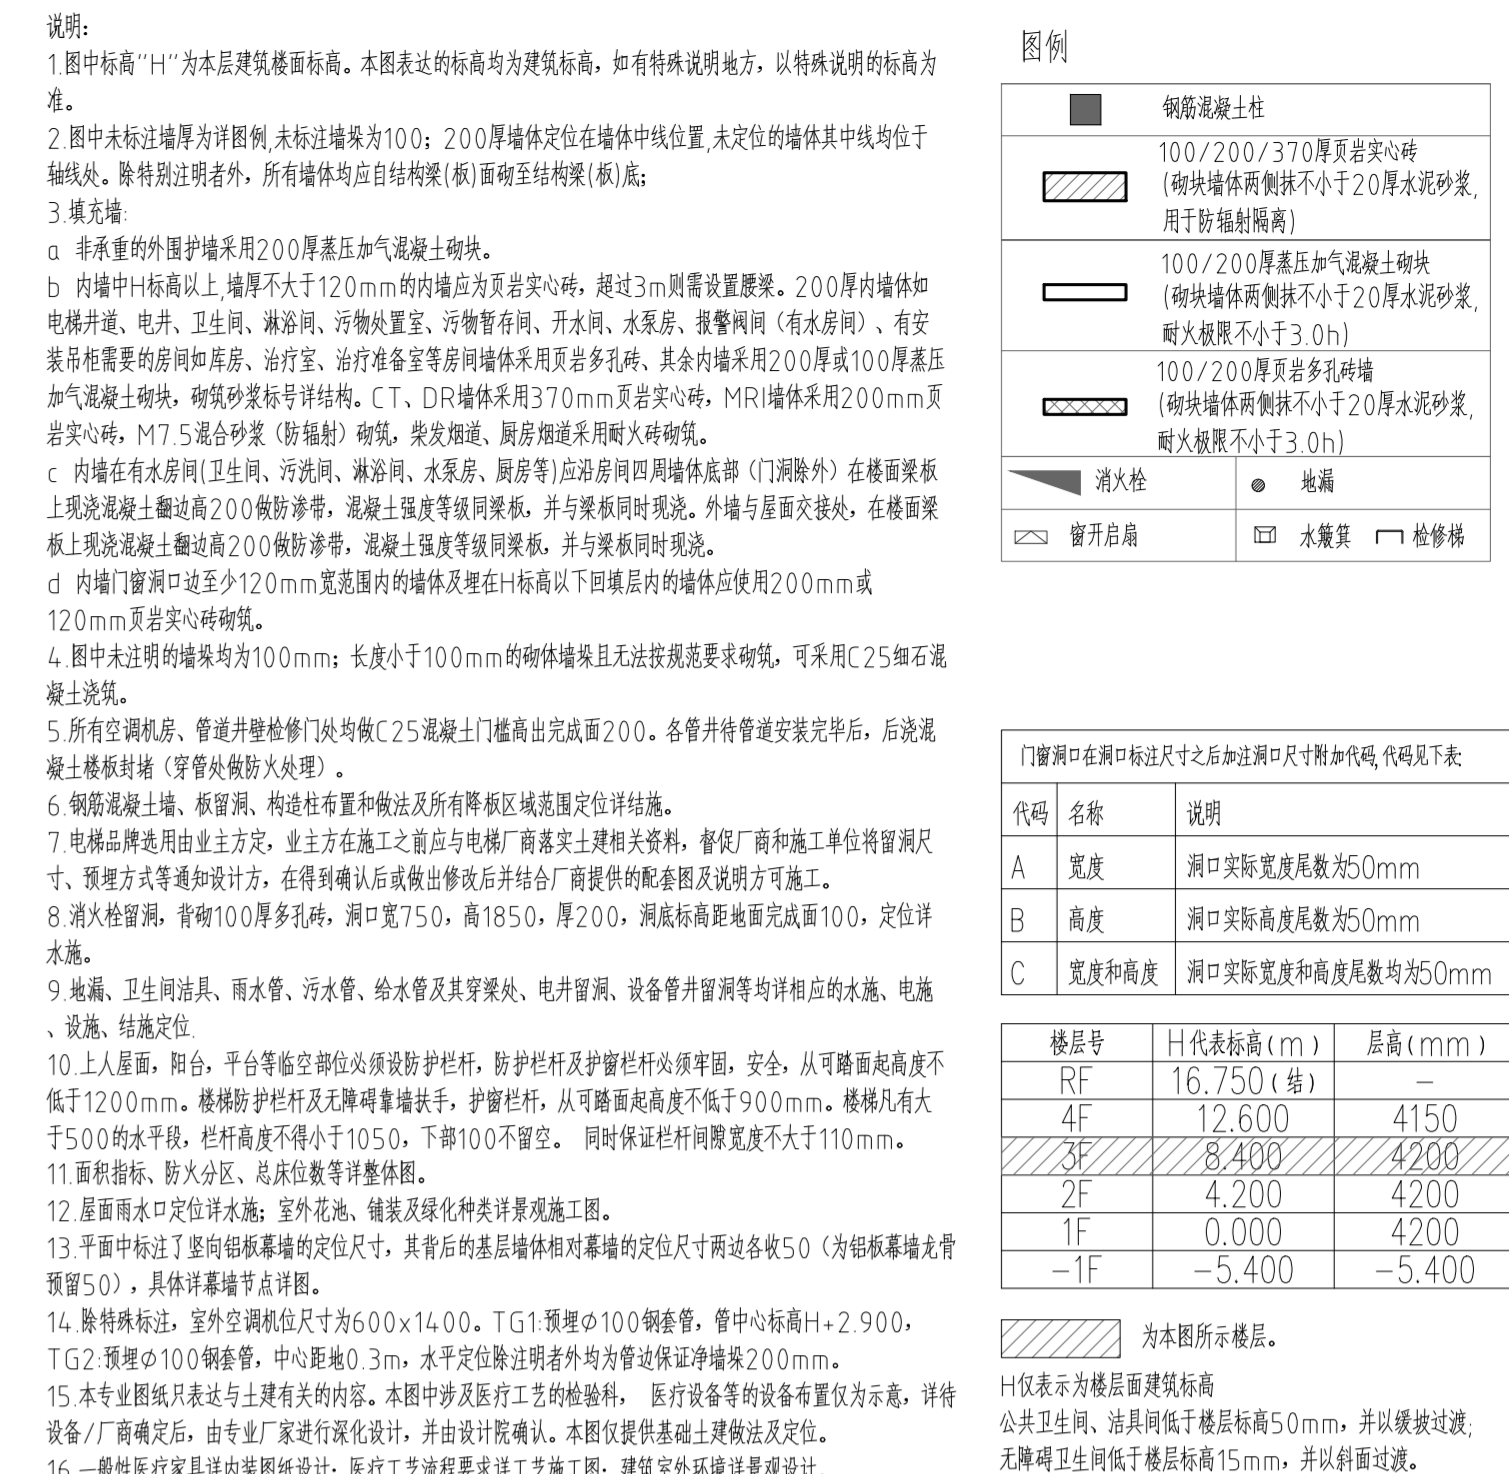 说明:
1.图中标高"H"为本层建筑楼面标高。本图表达的标高均为建筑标高，如有特殊说明地方，以特殊说明的标高为
准。
2.图中未标注墙厚为详图例,未标注墙垛为100；200厚墙体定位在墙体中线位置,未定位的墙体其中线均位于
轴线处。除特别注明者外，所有墙体均应自结构梁(板)面砌至结构梁(板)底;
3.填充墙:
a 非承重的外围护墙采用200厚蒸压加气混凝土砌块。
b 内墙中H标高以上,墙厚不大于120mm的内墙应为页岩实心砖，超过3m则需设置腰梁。200厚内墙体如
电梯井道、电井、卫生间、淋浴间、污物处置室、污物暂存间、开水间、水泵房、报警阀间（有水房间）、有安
装吊柜需要的房间如库房、治疗室、治疗准备室等房间墙体采用页岩多孔砖、其余内墙采用200厚或100厚蒸压
加气混凝土砌块，砌筑砂浆标号详结构。CT、DR墙体采用370mm页岩实心砖，MRI墙体采用200mm页
岩实心砖，M7.5混合砂浆（防辐射）砌筑，柴发烟道、厨房烟道采用耐火砖砌筑。
c 内墙在有水房间(卫生间、污洗间、淋浴间、水泵房、厨房等)应沿房间四周墙体底部（门洞除外）在楼面梁板
上现浇混凝土翻边高200做防渗带，混凝土强度等级同梁板，并与梁板同时现浇。外墙与屋面交接处，在楼面梁
板上现浇混凝土翻边高200做防渗带，混凝土强度等级同梁板，并与梁板同时现浇。
d 内墙门窗洞口边至少120mm宽范围内的墙体及埋在H标高以下回填层内的墙体应使用200mm或
120mm页岩实心砖砌筑。
4.图中未注明的墙垛均为100mm；长度小于100mm的砌体墙垛且无法按规范要求砌筑，可采用C25细石混
凝土浇筑。
5.所有空调机房、管道井壁检修门处均做C25混凝土门槛高出完成面200。各管井待管道安装完毕后，后浇混
凝土楼板封堵（穿管处做防火处理）。
6.钢筋混凝土墙、板留洞、构造柱布置和做法及所有降板区域范围定位详结施。
7.电梯品牌选用由业主方定，业主方在施工之前应与电梯厂商落实土建相关资料，督促厂商和施工单位将留洞尺
寸、预埋方式等通知设计方，在得到确认后或做出修改后并结合厂商提供的配套图及说明方可施工。
8.消火栓留洞，背砌100厚多孔砖，洞口宽750，高1850，厚200，洞底标高距地面完成面100，定位详
水施。
9.地漏、卫生间洁具、雨水管、污水管、给水管及其穿梁处、电井留洞、设备管井留洞等均详相应的水施、电施
、设施、结施定位.
10.上人屋面，阳台，平台等临空部位必须设防护栏杆，防护栏杆及护窗栏杆必须牢固，安全，从可踏面起高度不
低于1200mm。楼梯防护栏杆及无障碍靠墙扶手，护窗栏杆，从可踏面起高度不低于900mm。楼梯凡有大
于500的水平段，栏杆高度不得小于1050，下部100不留空。 同时保证栏杆间隙宽度不大于110mm。
11.面积指标、防火分区、总床位数等详整体图。
12.屋面雨水口定位详水施；室外花池、铺装及绿化种类详景观施工图。
13.平面中标注了竖向铝板幕墙的定位尺寸，其背后的基层墙体相对幕墙的定位尺寸两边各收50（为铝板幕墙龙骨
预留50），具体详幕墙节点详图。
14.除特殊标注，室外空调机位尺寸为600x1400。TG1:预埋Φ100钢套管，管中心标高H+2.900，
TG2:预埋Φ100钢套管，中心距地0.3m，水平定位除注明者外均为管边保证净墙垛200mm。
15.本专业图纸只表达与土建有关的内容。本图中涉及医疗工艺的检验科， 医疗设备等的设备布置仅为示意，详待
设备/厂商确定后，由专业厂家进行深化设计，并由设计院确认。本图仅提供基础土建做法及定位。
16.一般性医疗家具详内装图纸设计；医疗工艺流程要求详工艺施工图；建筑室外环境详景观设计.
图例
钢筋混凝土柱
100/200/370厚页岩实心砖
(砌块墙体两侧抹不小于20厚水泥砂浆,
用于防辐射隔离)
100/200厚蒸压加气混凝土砌块
(砌块墙体两侧抹不小于20厚水泥砂浆,
耐火极限不小于3.0h)
100/200厚页岩多孔砖墙
(砌块墙体两侧抹不小于20厚水泥砂浆,
耐火极限不小于3.0h)
消火栓 地漏
窗开启扇 水簸箕 检修梯
门窗洞口在洞口标注尺寸之后加注洞口尺寸附加代码,代码见下表:
代码 名称 说明
A 宽度 洞口实际宽度尾数为50mm
B 高度 洞口实际高度尾数为50mm
C 宽度和高度 洞口实际宽度和高度尾数均为50mm
楼层号 H代表标高(m) 层高(mm)
RF 16.750(结) —
4F 12.600 4150
3F 8.400 4200
2F 4.200 4200
1F 0.000 4200
-1F -5.400 -5.400
为本图所示楼层。
H仅表示为楼层面建筑标高
公共卫生间、洁具间低于楼层标高50mm，并以缓坡过渡;
无障碍卫生间低于楼层标高15mm，并以斜面过渡。